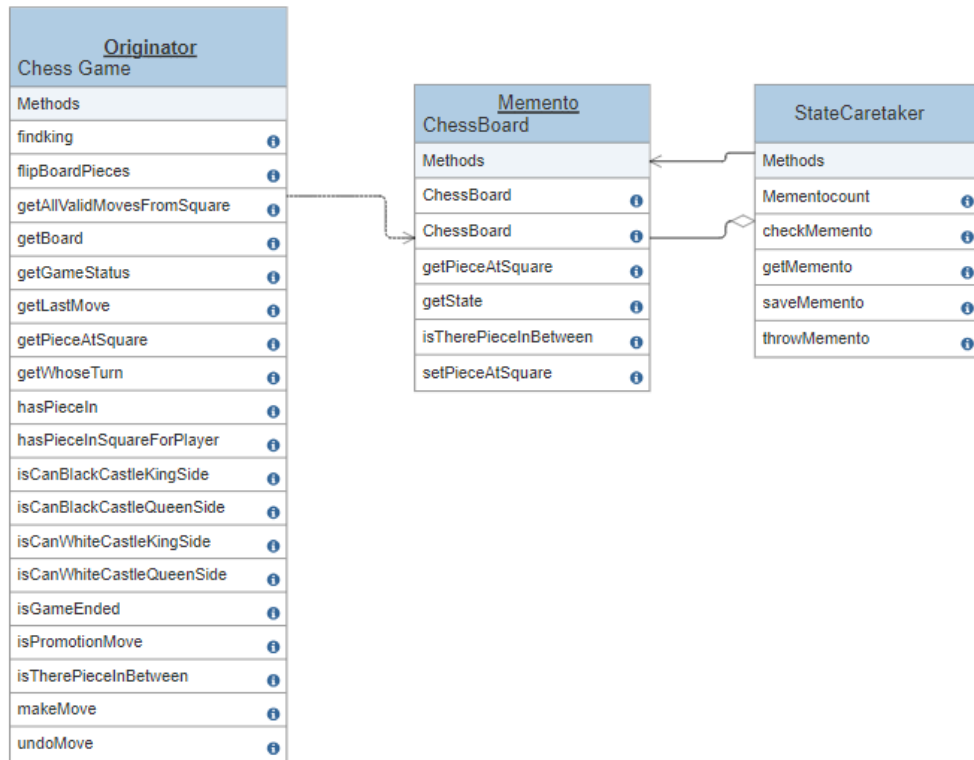 Originator
Chess Game
Methods
findking
flipBoardPieces
getAllValidMovesFromSquare
getBoard
getGameStatus
getLastMove
getPieceAtSquare
getWhoseTurn
hasPieceIn
hasPieceInSquareForPlayer
isCanBlackCastleKingSide
isCanBlackCastleQueenSide
isCanWhiteCastleKingSide
isCanWhiteCastleQueenSide
isGameEnded
isPromotionMove
isTherePieceInBetween
makeMove
undoMove
Memento
ChessBoard
Methods
ChessBoard
ChessBoard
getPieceAtSquare
getState
isTherePieceInBetween
setPieceAtSquare
StateCaretaker
Methods
Mementocount
checkMemento
getMemento
saveMemento
throwMemento